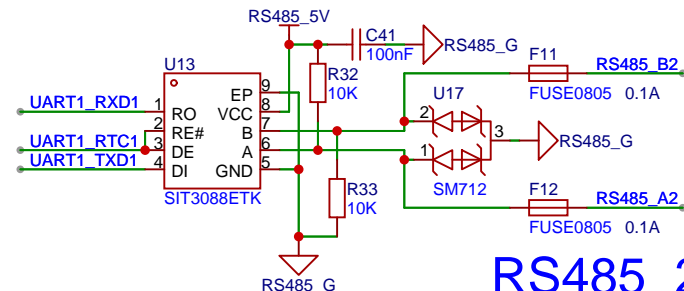 RS485_5V
C41
100nF
RS485_G
U13
R32
10K
F11
RS485_B2
FUSE0805 0.1A
UART1_RXD1
UART1_RTC1
UART1_TXD1
1 RO
2 RE#
3 DE
4 DI
EP 9
VCC 8
B 7
A 6
GND 5
SIT3088ETK
U17
2
1
3
RS485_G
SM712
R33
10K
F12
RS485_A2
FUSE0805 0.1A
RS485_G
RS485_2